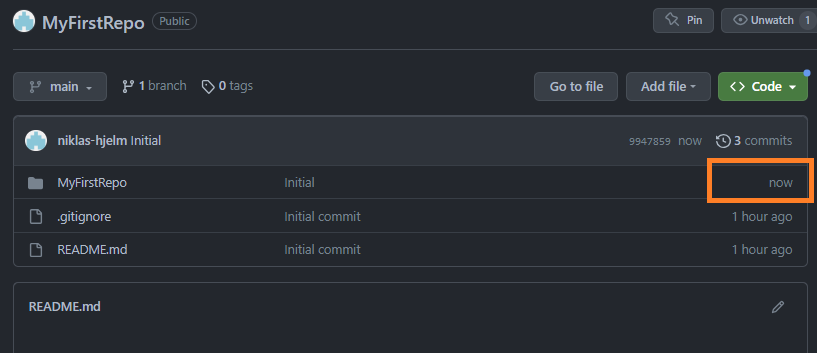 MyFirstRepo Public Pin Unwatch 1
main 1 branch 0 tags Go to file Add file Code
niklas-hjelm Initial 9947859 now 3 commits
MyFirstRepo Initial now
.gitignore Initial commit 1 hour ago
README.md Initial commit 1 hour ago
README.md